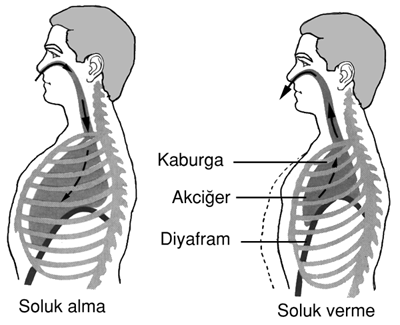 Kaburga
Akciğer
Diyafram
Soluk alma
Soluk verme